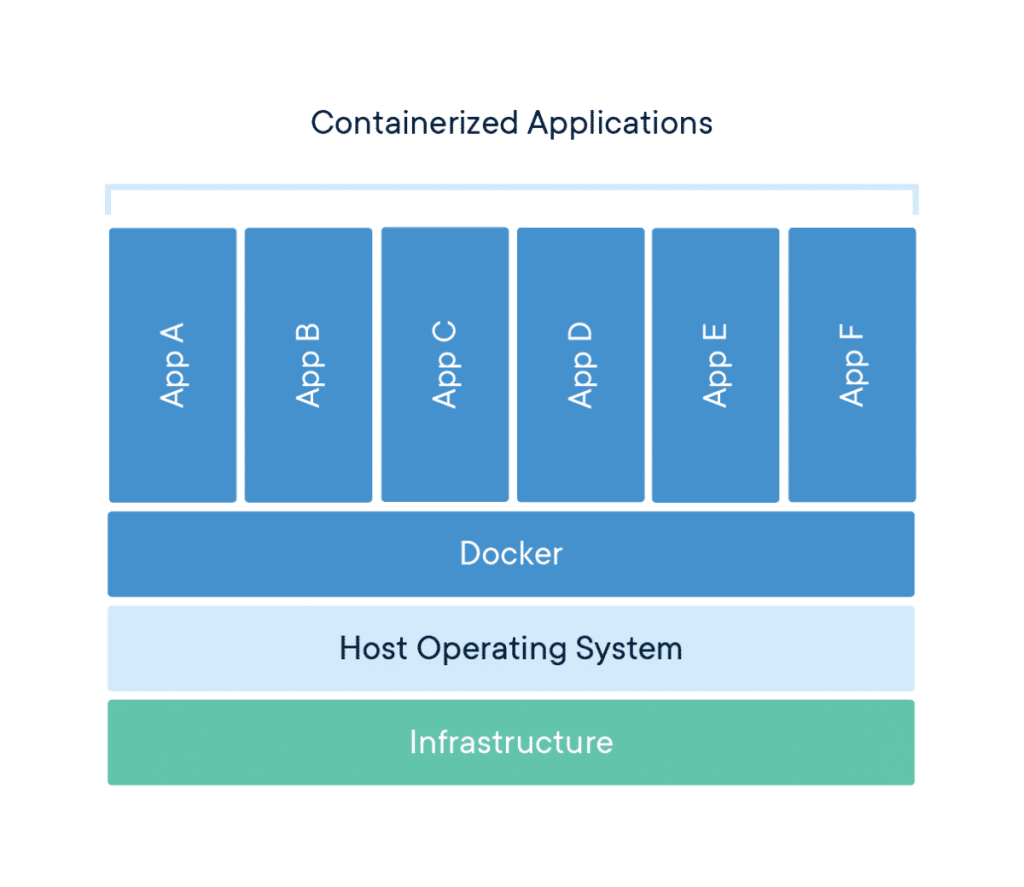 Containerized Applications
App A
App B
App C
App D
App E
App F
Docker
Host Operating System
Infrastructure